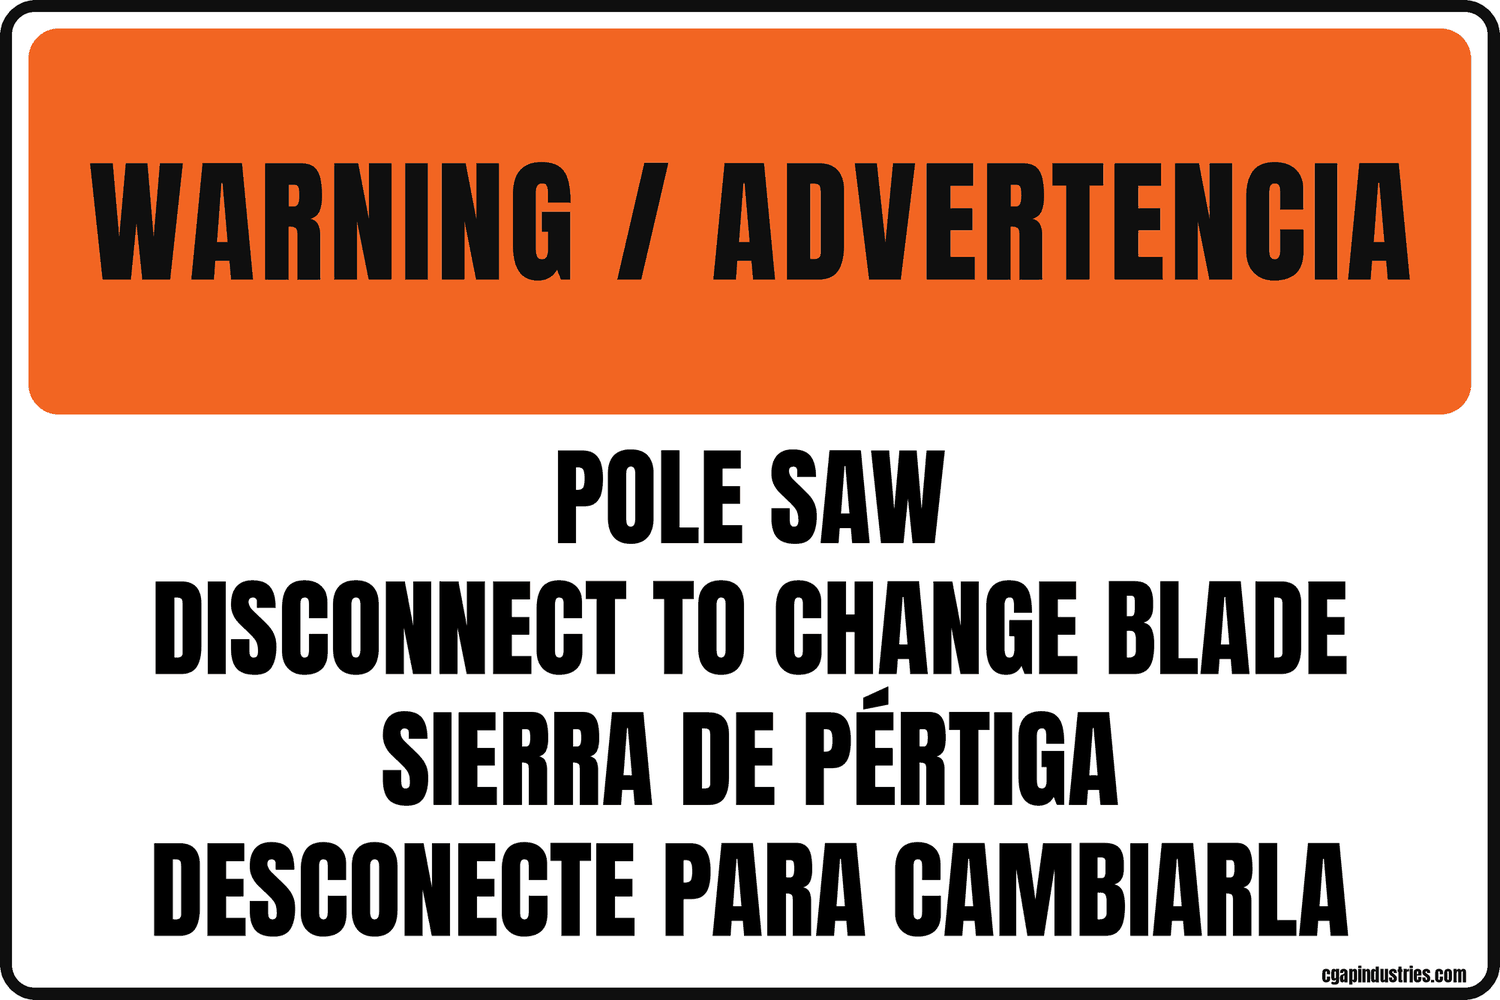 WARNING / ADVERTENCIA
POLE SAW
DISCONNECT TO CHANGE BLADE
SIERRA DE PÉRTIGA
DESCONECTE PARA CAMBIARLA
cgapindustries.com